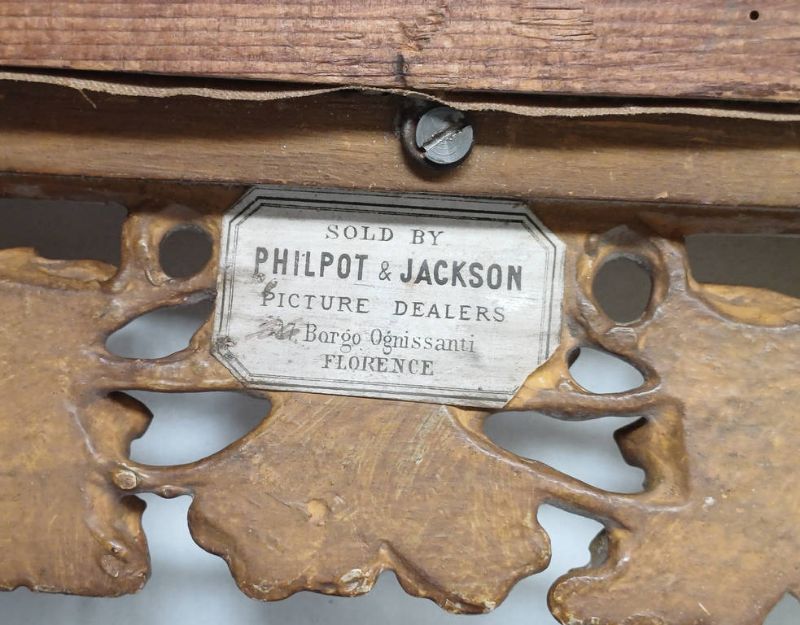 SOLD BY
PHILPOT & JACKSON
PICTURE DEALERS
Borgo Ognissanti
FLORENCE